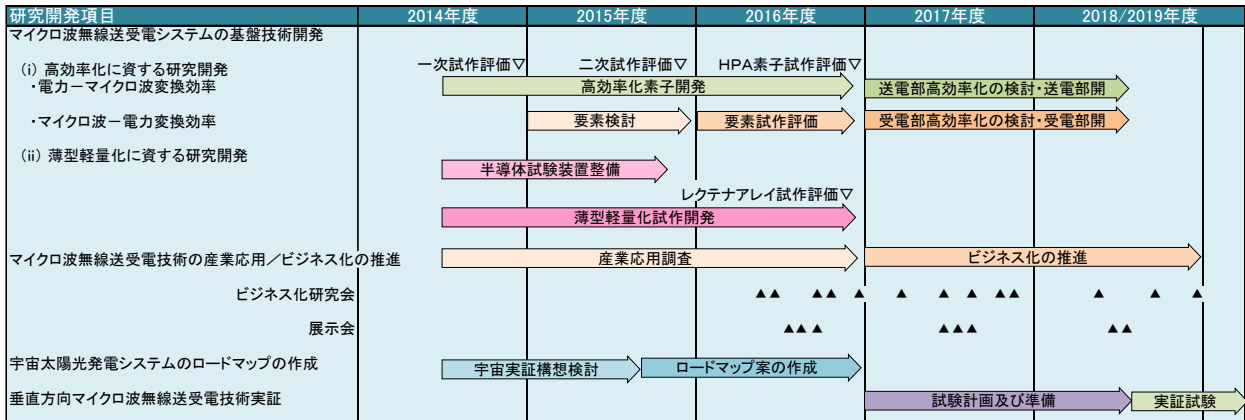 研究開発項目 2014年度 2015年度 2016年度 2017年度 2018/2019年度
マイクロ波無線送受電システムの基盤技術開発
(ⅰ) 高効率化に資する研究開発 一次試作評価▽ 二次試作評価▽ HPA素子試作評価▽
・電力－マイクロ波変換効率 高効率化素子開発 送電部高効率化の検討・送電部開
・マイクロ波－電力変換効率 要素検討 要素試作評価 受電部高効率化の検討・受電部開
(ⅱ) 薄型軽量化に資する研究開発
半導体試験装置整備
レクテナアレイ試作評価▽
薄型軽量化試作開発
マイクロ波無線送受電技術の産業応用／ビジネス化の推進 産業応用調査 ビジネス化の推進
ビジネス化研究会 ▲▲ ▲▲ ▲ ▲ ▲ ▲ ▲▲ ▲ ▲ ▲
展示会 ▲▲▲ ▲▲▲ ▲▲
宇宙太陽光発電システムのロードマップの作成 宇宙実証構想検討 ロードマップ案の作成
垂直方向マイクロ波無線送受電技術実証 試験計画及び準備 実証試験